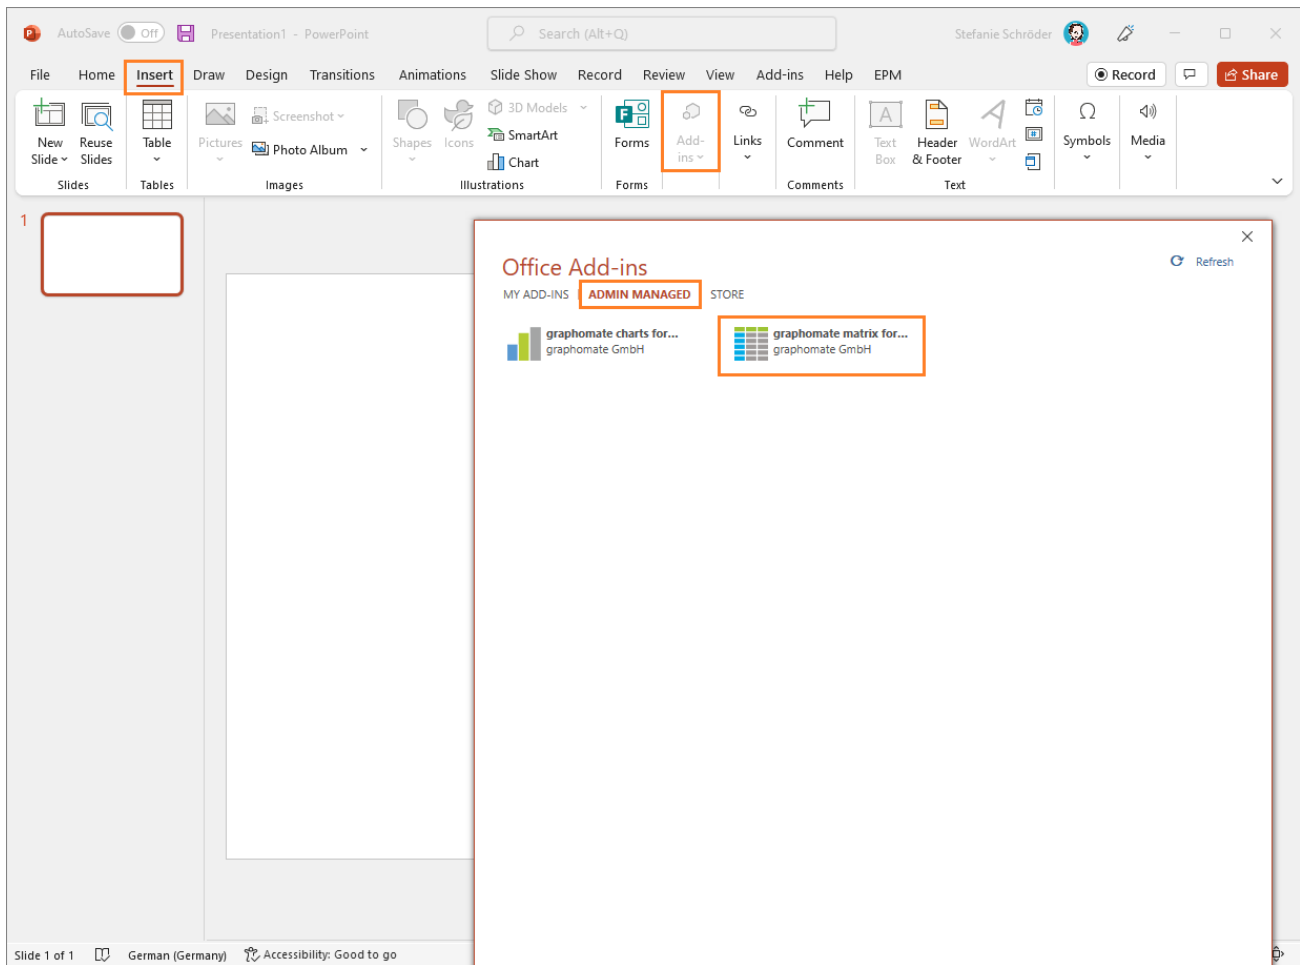 AutoSave Off Presentation1 - PowerPoint Search (Alt+Q) Stefanie Schröder
File Home Insert Draw Design Transitions Animations Slide Show Record Review View Add-ins Help EPM Record Share
New Slide
Reuse Slides
Slides
Table
Tables
Pictures
Screenshot
Photo Album
Images
Shapes
Icons
3D Models
SmartArt
Chart
Illustrations
Forms
Forms
Add-
ins
Links
Comment
Comments
Text
Box
Header
& Footer
WordArt
Text
Symbols
Media
1
Office Add-ins
Refresh
MY ADD-INS | ADMIN MANAGED STORE
graphomate charts for...
graphomate GmbH
graphomate matrix for...
graphomate GmbH
Slide 1 of 1 German (Germany) Accessibility: Good to go